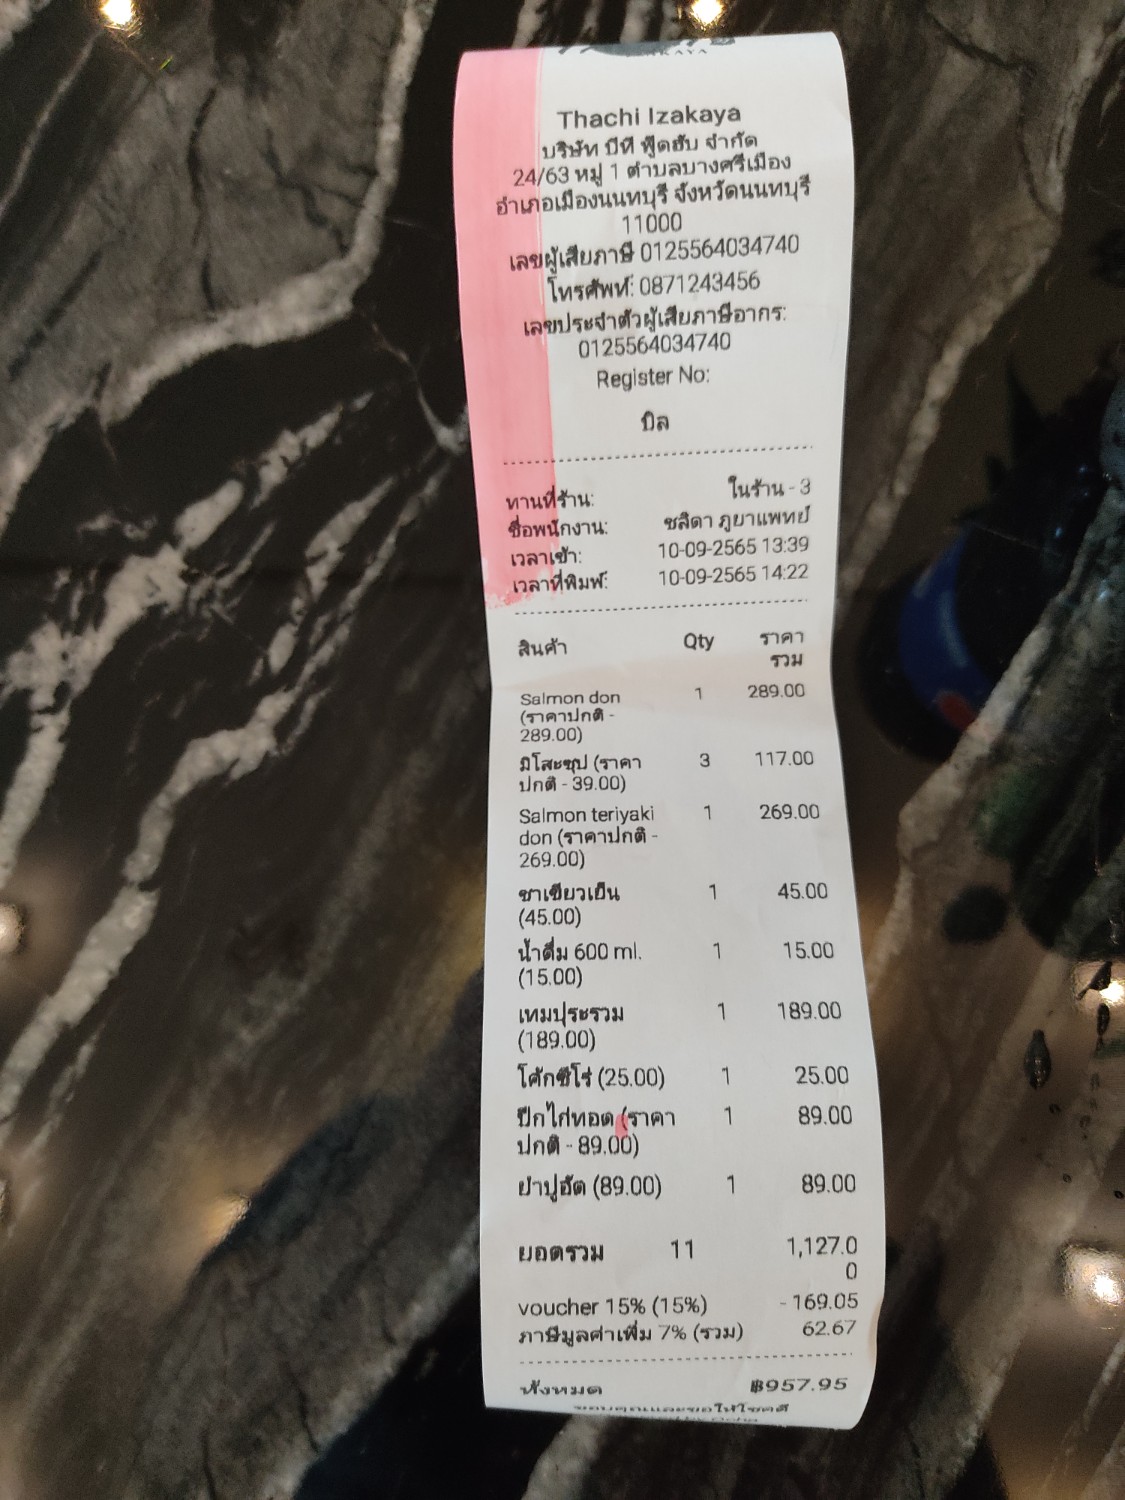 Thachi Izakaya
บริษัท บีที ฟู๊ดฮับ จำกัด
24/63 หมู่ 1 ตำบลบางศรีเมือง
อำเภอเมืองนนทบุรี จังหวัดนนทบุรี
11000
เลขผู้เสียภาษี 0125564034740
โทรศัพท์: 0871243456
เลขประจำตัวผู้เสียภาษีอากร:
0125564034740
Register No:
บิล
ทานที่ร้าน: ในร้าน - 3
ชื่อพนักงาน: ชลิดา ภูยาแพทย์
เวลาเข้า: 10-09-2565 13:39
เวลาที่พิมพ์: 10-09-2565 14:22
สินค้า Qty ราคา
รวม
Salmon don 1 289.00
(ราคาปกติ -
289.00)
มิโสะซุป (ราคา 3 117.00
ปกติ - 39.00)
Salmon teriyaki 1 269.00
don (ราคาปกติ -
269.00)
ชาเขียวเย็น 1 45.00
(45.00)
น้ำดื่ม 600 ml. 1 15.00
(15.00)
เทมปุระรวม 1 189.00
(189.00)
โค้กซีโร่ (25.00) 1 25.00
ปีกไก่ทอด (ราคา 1 89.00
ปกติ - 89.00)
ยำปูอัด (89.00) 1 89.00
ยอดรวม 11 1,127.0
0
voucher 15% (15%) - 169.05
ภาษีมูลค่าเพิ่ม 7% (รวม) 62.67
ทั้งหมด ฿957.95
ขอบคุณและขอให้โชคดี